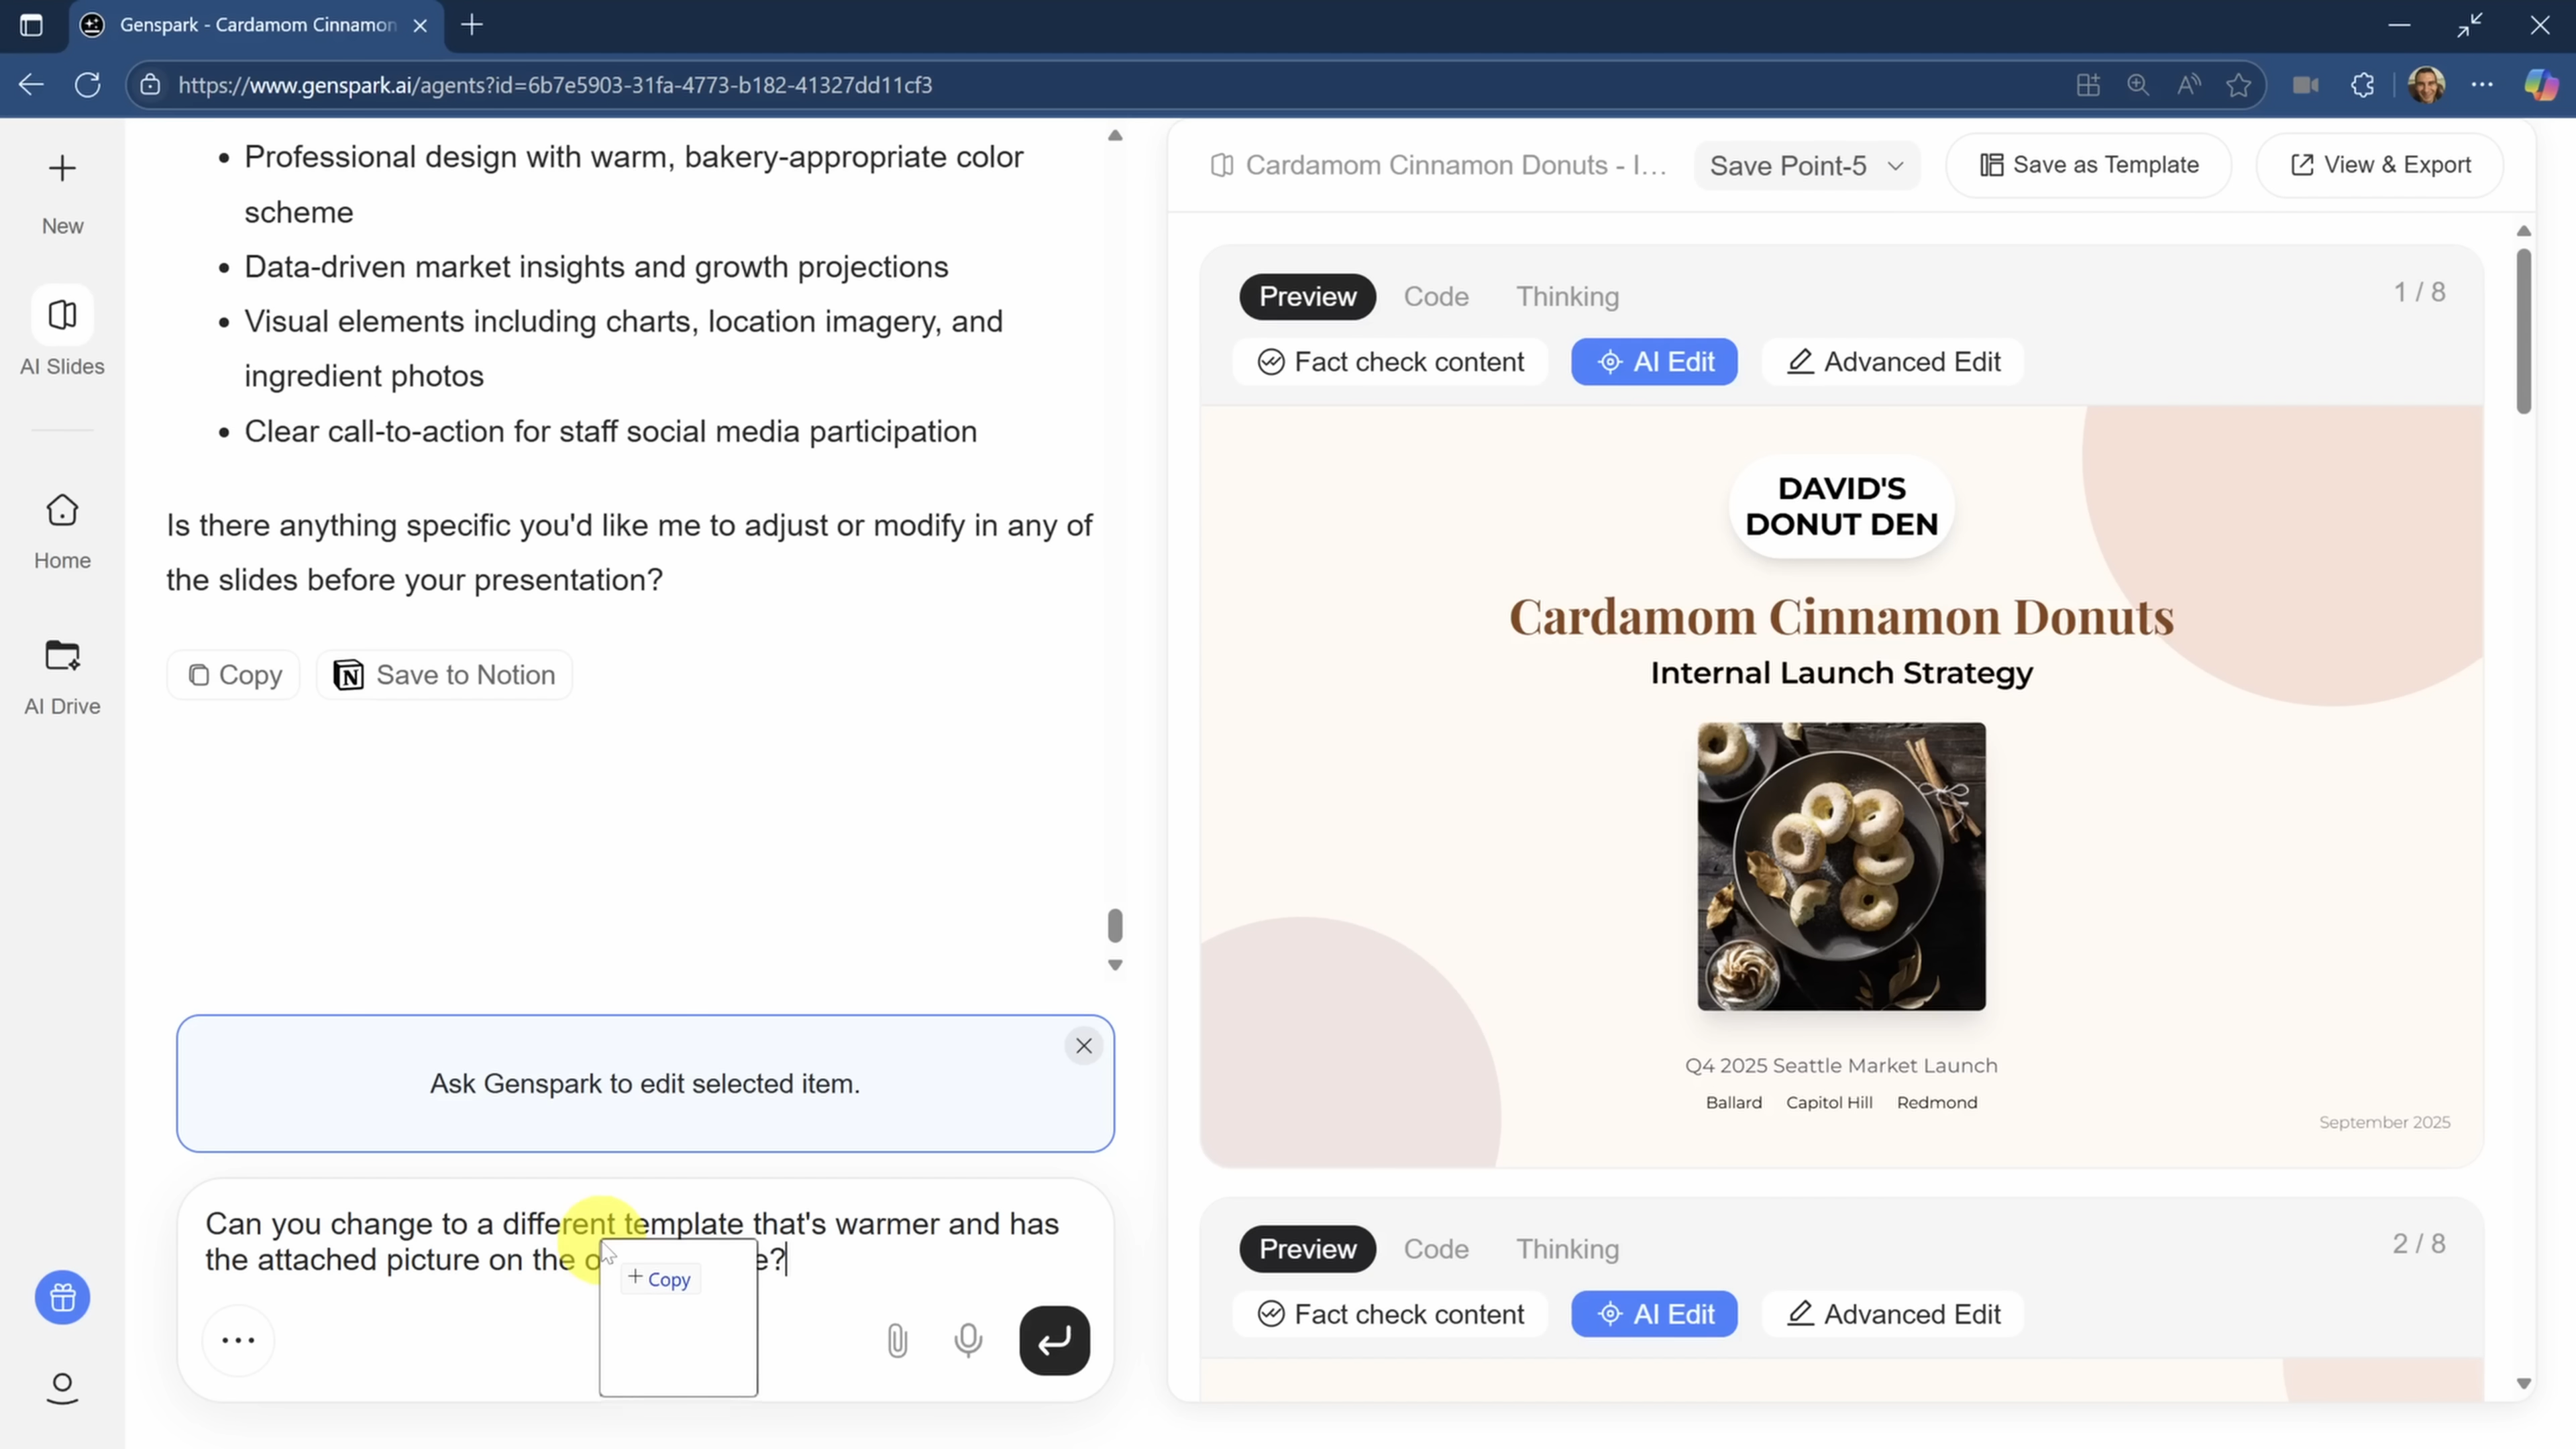 Genspark - Cardamom Cinnamon
https://www.genspark.ai/agents?id=6b7e5903-31fa-4773-b182-41327dd11cf3
New
AI Slides
Home
AI Drive
Professional design with warm, bakery-appropriate color
scheme
Data-driven market insights and growth projections
Visual elements including charts, location imagery, and
ingredient photos
Clear call-to-action for staff social media participation
Is there anything specific you'd like me to adjust or modify in any of
the slides before your presentation?
Copy
Save to Notion
Ask Genspark to edit selected item.
Can you change to a different template that's warmer and has
the attached picture on the
+ Copy
Cardamom Cinnamon Donuts - I...
Save Point-5
Save as Template
View & Export
Preview Code Thinking
1 / 8
Fact check content
AI Edit
Advanced Edit
DAVID'S
DONUT DEN
Cardamom Cinnamon Donuts
Internal Launch Strategy
Q4 2025 Seattle Market Launch
Ballard Capitol Hill Redmond
September 2025
Preview Code Thinking
2 / 8
Fact check content
AI Edit
Advanced Edit